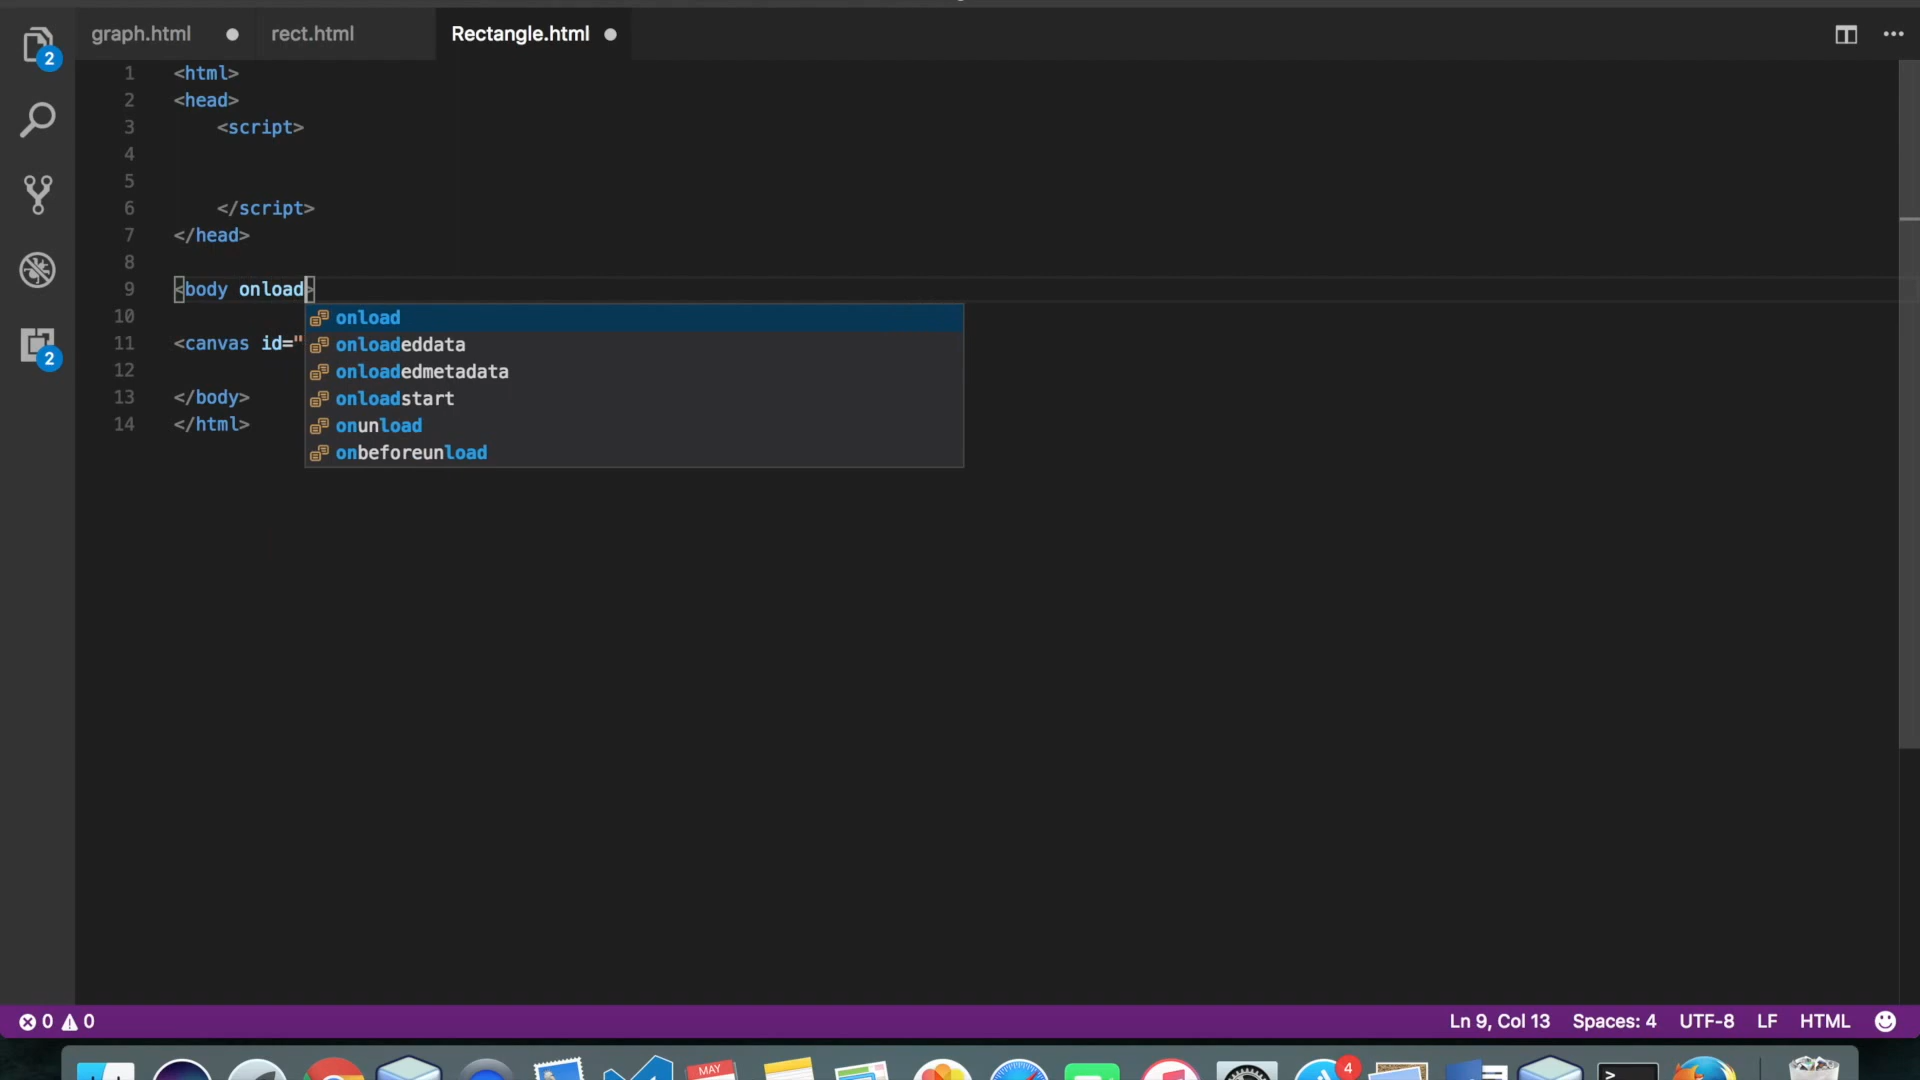 graph.html
rect.html
Rectangle.html
2
1 <html>
2 <head>
3 <script>
4
5
6 </script>
7 </head>
8
9 <body onload>
onload
10
11 <canvas id="
onloadeddata
12
onloadedmetadata
13 </body>
onloadstart
14 </html>
onunload
onbeforeunload
2
0 0
Ln 9, Col 13 Spaces: 4 UTF-8 LF HTML
MAY
4